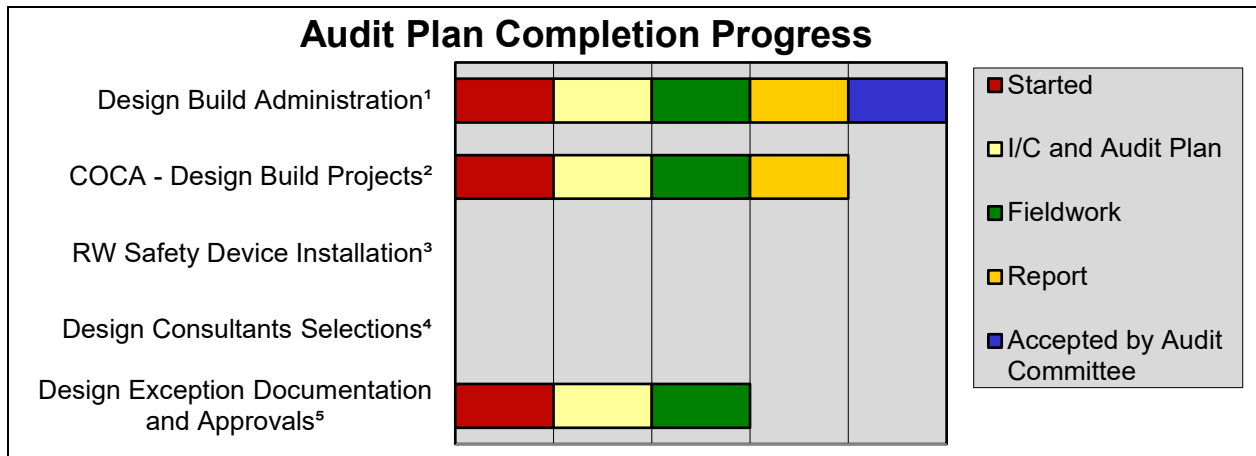 Audit Plan Completion Progress
Design Build Administration¹
COCA - Design Build Projects²
RW Safety Device Installation³
Design Consultants Selections⁴
Design Exception Documentation
and Approvals⁵
Started
I/C and Audit Plan
Fieldwork
Report
Accepted by Audit
Committee